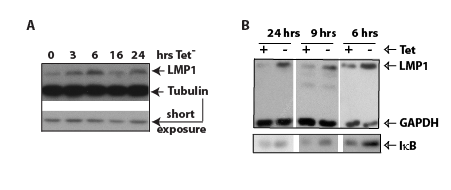 A
0 3 6 16 24 hrs Tet⁻
← LMP1
← Tubulin
short
exposure
B
24 hrs 9 hrs 6 hrs
+ - + - + - ← Tet
← LMP1
← GAPDH
← IκB